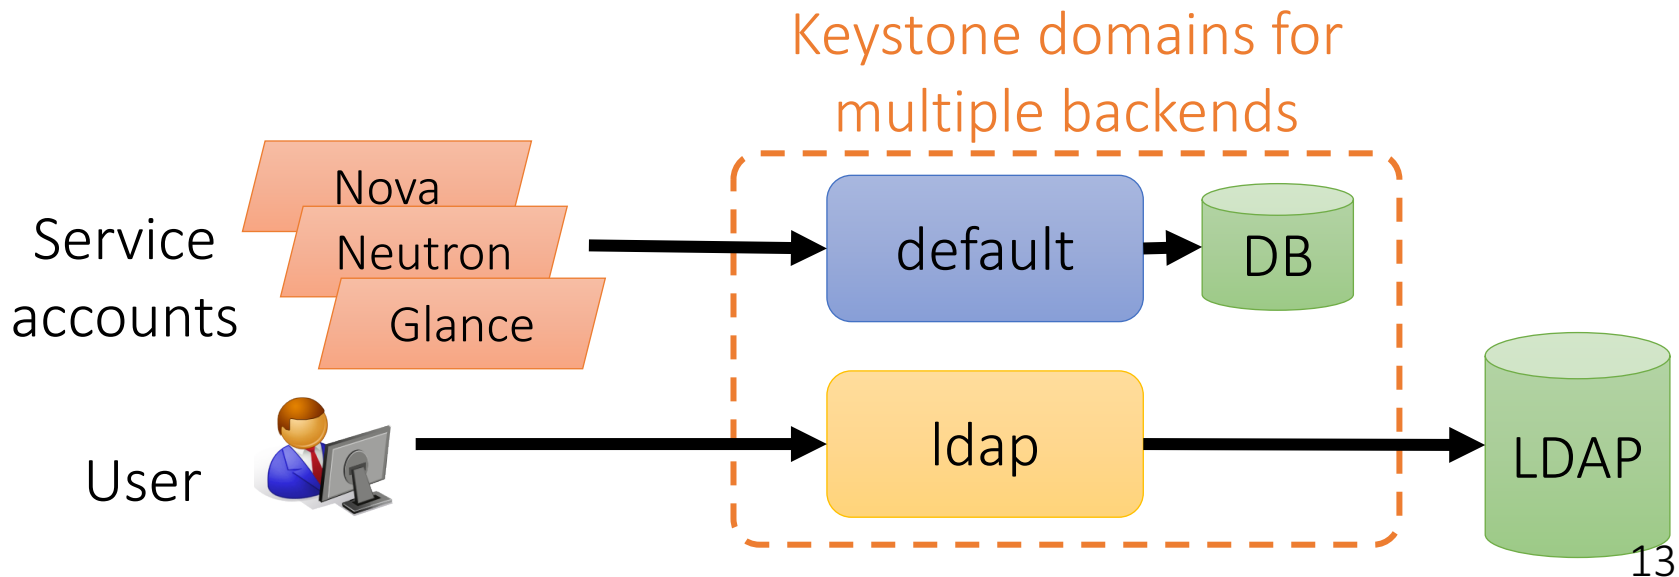 Keystone domains for
multiple backends
Service
accounts
Nova
Neutron
Glance
default
DB
User
ldap
LDAP
13